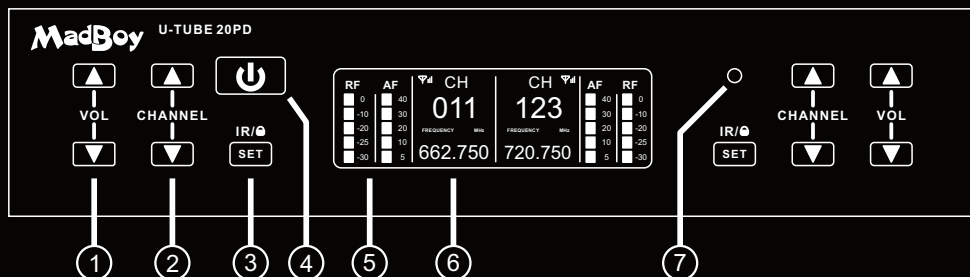 MadBoy U-TUBE 20PD
VOL
CHANNEL
IR/
SET
RF AF CH CH AF RF
0 40 011 123 40 0
-10 30 30 -10
-20 20 FREQUENCY MHz FREQUENCY MHz 20 -20
-25 10 10 -25
-30 5 662.750 720.750 5 -30
IR/
SET
CHANNEL
VOL
1 2 3 4 5 6 7